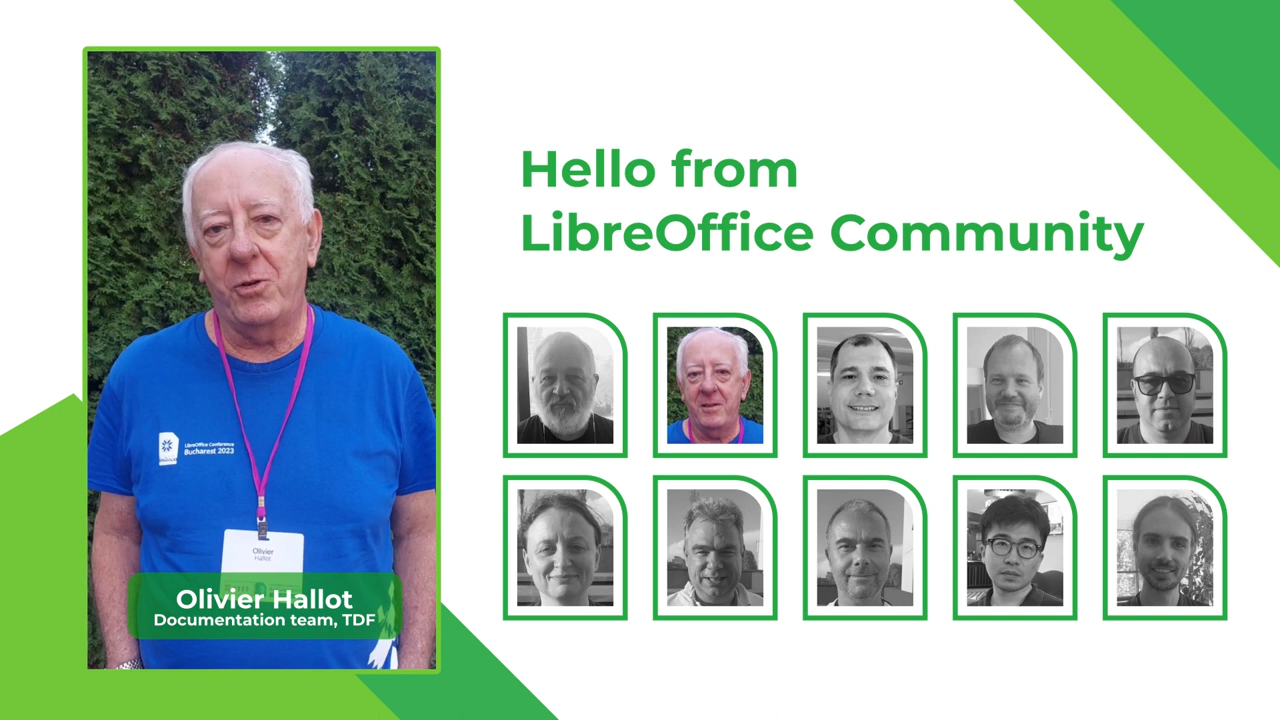 Hello from
LibreOffice Community
LibreOffice Conference
Bucharest 2023
Olivier
Hallot
Olivier Hallot
Documentation team, TDF